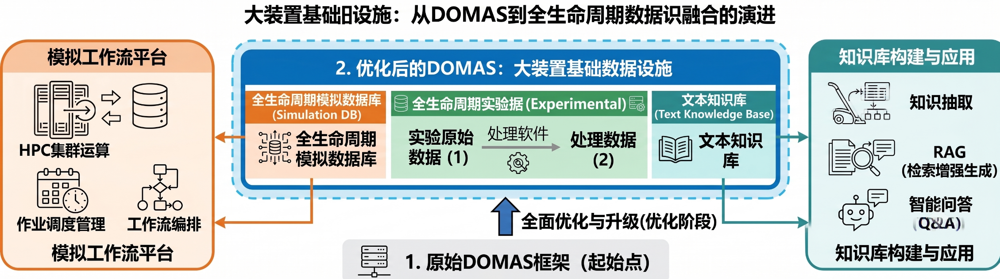 大装置基础旧设施：从DOMAS到全生命周期数据识融合的演进
模拟工作流平台
HPC集群运算
作业调度管理
工作流编排
模拟工作流平台
2. 优化后的DOMAS：大装置基础数据设施
全生命周期模拟数据库
(Simulation DB)
全生命周期
模拟数据库
全生命周期实验据(Experimental)
实验原始
数据 (1)
处理软件
处理数据
(2)
文本知识库
(Text Knowledge Base)
文本知识
库
全面优化与升级(优化阶段)
1. 原始DOMAS框架（起始点）
知识库构建与应用
知识抽取
RAG
(检索增强生成)
智能问答
(Q&A)
知识库构建与应用